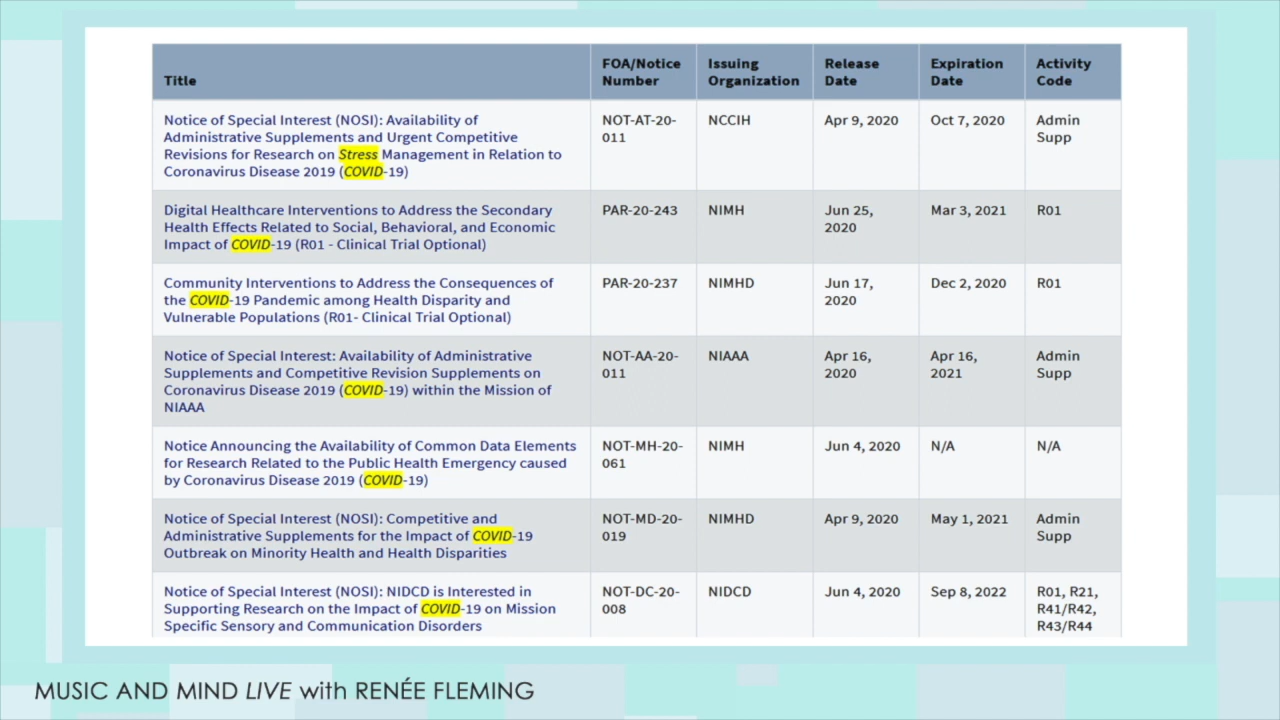 Title
FOA/Notice Number
Issuing Organization
Release Date
Expiration Date
Activity Code
Notice of Special Interest (NOSI): Availability of
Administrative Supplements and Urgent Competitive
Revisions for Research on Stress Management in Relation to
Coronavirus Disease 2019 (COVID-19)
NOT-AT-20-
011
NCCIH
Apr 9, 2020
Oct 7, 2020
Admin
Supp
Digital Healthcare Interventions to Address the Secondary
Health Effects Related to Social, Behavioral, and Economic
Impact of COVID-19 (R01 - Clinical Trial Optional)
PAR-20-243
NIMH
Jun 25,
2020
Mar 3, 2021
R01
Community Interventions to Address the Consequences of
the COVID-19 Pandemic among Health Disparity and
Vulnerable Populations (R01- Clinical Trial Optional)
PAR-20-237
NIMHD
Jun 17,
2020
Dec 2, 2020
R01
Notice of Special Interest: Availability of Administrative
Supplements and Competitive Revision Supplements on
Coronavirus Disease 2019 (COVID-19) within the Mission of
NIAAA
NOT-AA-20-
011
NIAAA
Apr 16,
2020
Apr 16,
2021
Admin
Supp
Notice Announcing the Availability of Common Data Elements
for Research Related to the Public Health Emergency caused
by Coronavirus Disease 2019 (COVID-19)
NOT-MH-20-
061
NIMH
Jun 4, 2020
N/A
N/A
Notice of Special Interest (NOSI): Competitive and
Administrative Supplements for the Impact of COVID-19
Outbreak on Minority Health and Health Disparities
NOT-MD-20-
019
NIMHD
Apr 9, 2020
May 1, 2021
Admin
Supp
Notice of Special Interest (NOSI): NIDCD is Interested in
Supporting Research on the Impact of COVID-19 on Mission
Specific Sensory and Communication Disorders
NOT-DC-20-
008
NIDCD
Jun 4, 2020
Sep 8, 2022
R01, R21,
R41/R42,
R43/R44
MUSIC AND MIND LIVE with RENÉE FLEMING